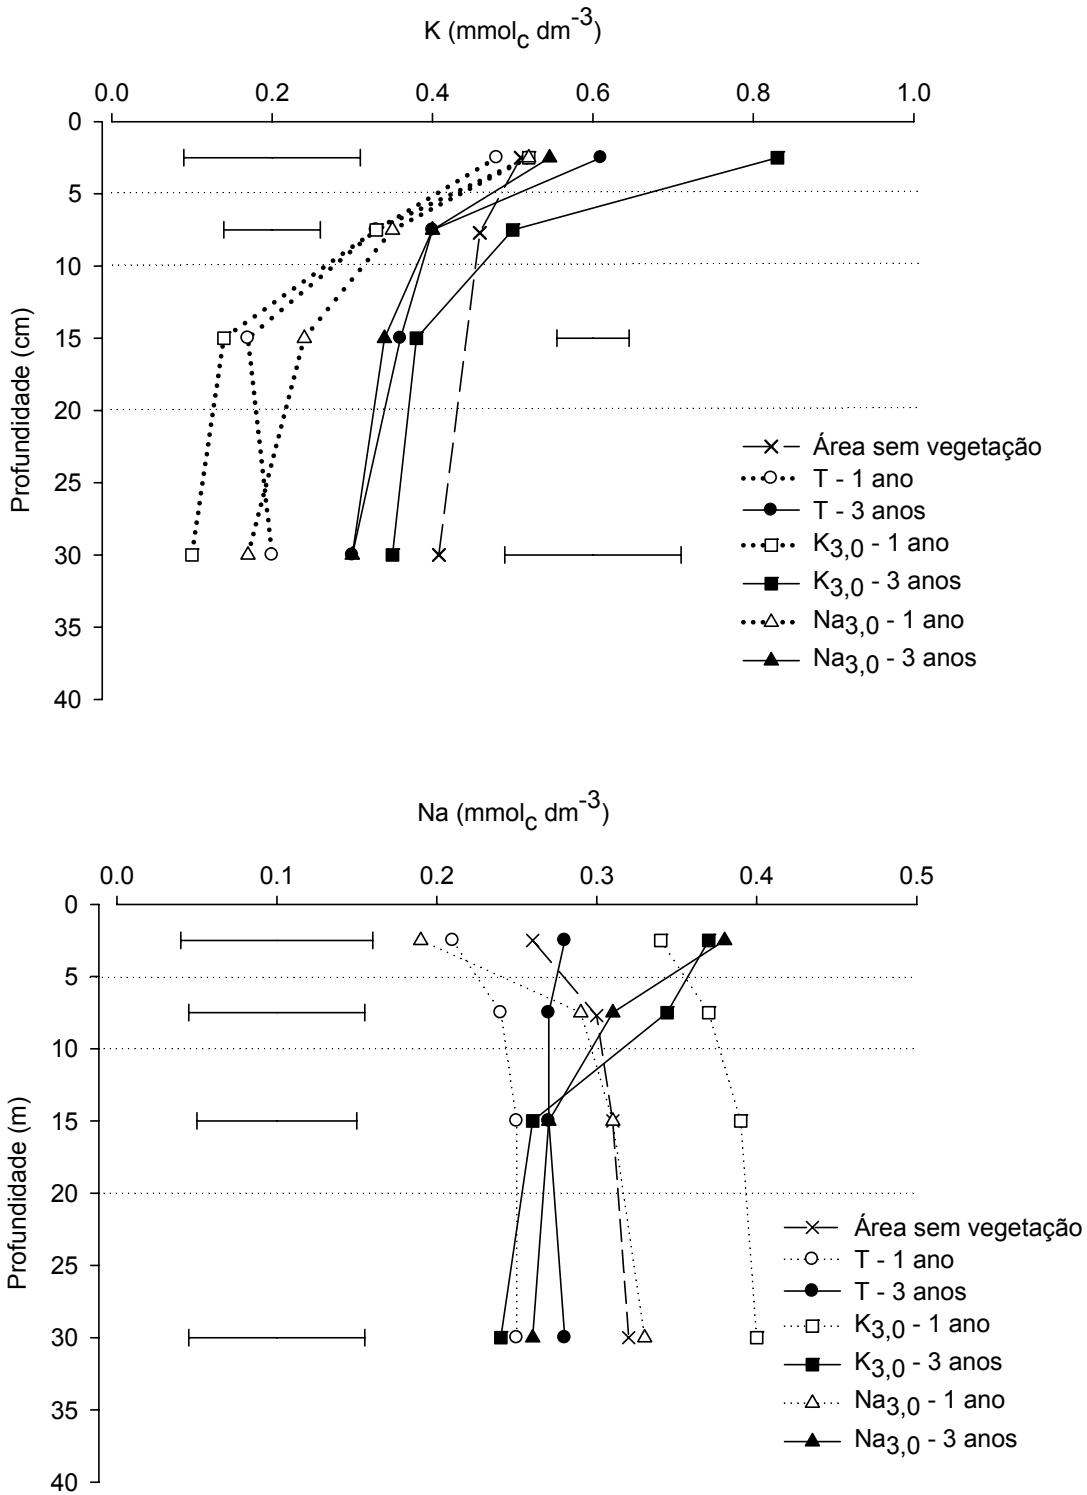 K (mmolc dm-3)
0.0 0.2 0.4 0.6 0.8 1.0
0
5
10
15
20
25
30
35
40
Profundidade (cm)
Área sem vegetação
T - 1 ano
T - 3 anos
K3,0 - 1 ano
K3,0 - 3 anos
Na3,0 - 1 ano
Na3,0 - 3 anos
Na (mmolc dm-3)
0.0 0.1 0.2 0.3 0.4 0.5
0
5
10
15
20
25
30
35
40
Profundidade (m)
Área sem vegetação
T - 1 ano
T - 3 anos
K3,0 - 1 ano
K3,0 - 3 anos
Na3,0 - 1 ano
Na3,0 - 3 anos